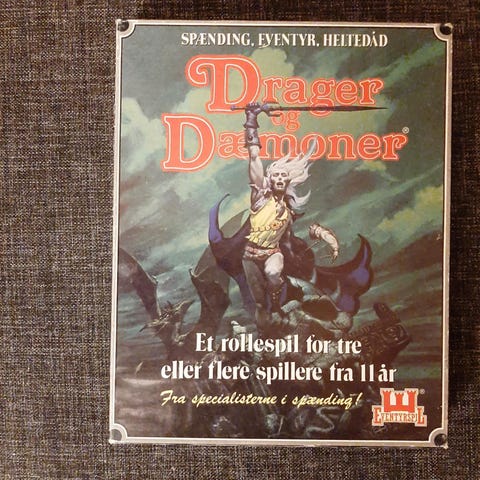 SPÆNDING, EVENTYR, HELTEDÅD
Drager
og
Dæmoner®
Et rollespil for tre
eller flere spillere fra 11 år
Fra specialisterne i spænding!
®
EVENTYRSPIL